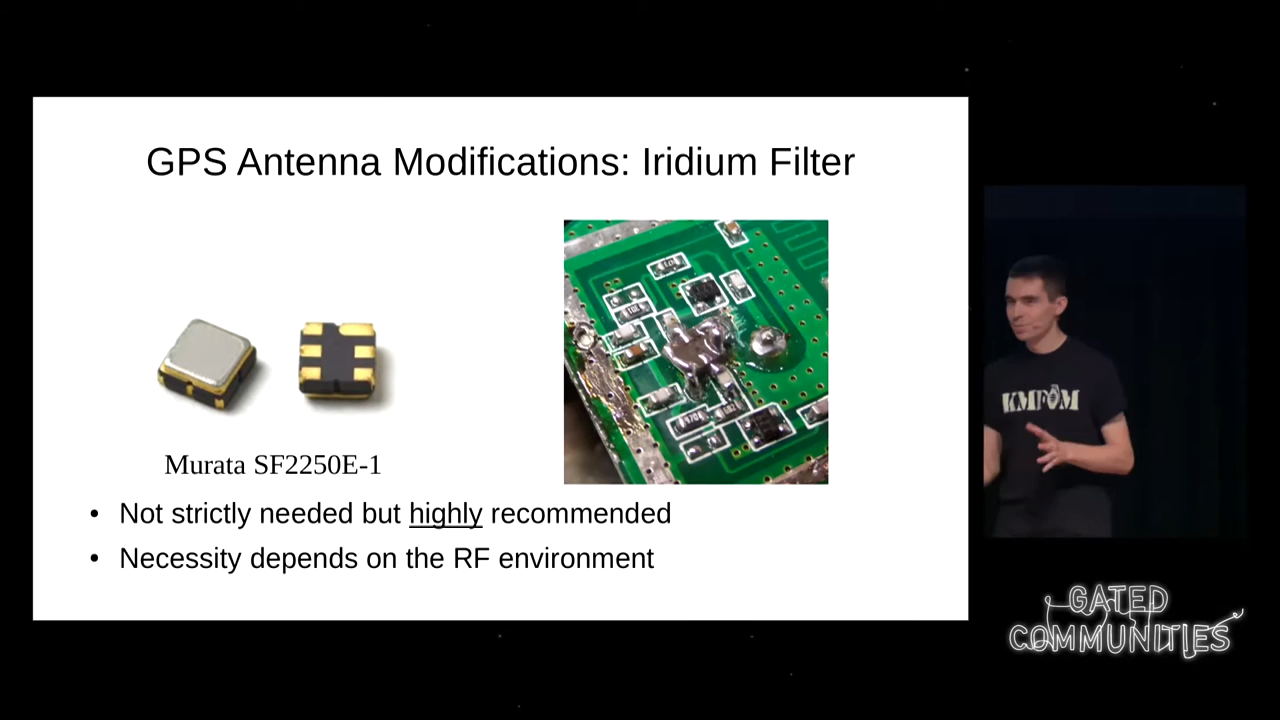 GPS Antenna Modifications: Iridium Filter
Murata SF2250E-1
• Not strictly needed but highly recommended
• Necessity depends on the RF environment
KMFÖM
GATED
COMMUNITIES